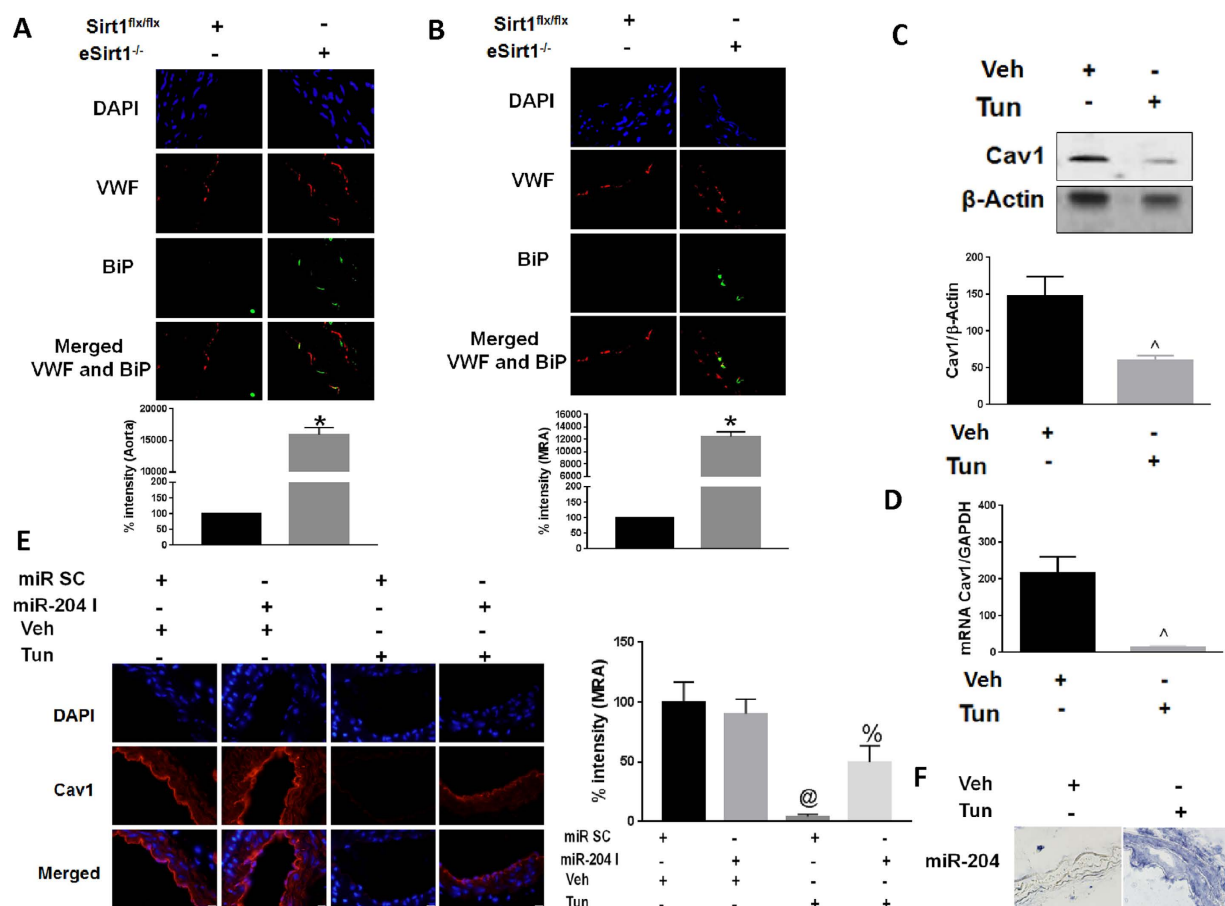 A
Sirt1flx/flx + -
eSirt1-/- - +
DAPI
VWF
BiP
Merged
VWF and BiP
% intensity (Aorta)
20000
15000
10000
200
150
100
50
0
*
B
Sirt1flx/flx + -
eSirt1-/- - +
DAPI
VWF
BiP
Merged
VWF and BiP
% intensity (MRA)
16000
14000
12000
10000
8000
6000
200
150
100
50
0
*
C
Veh + -
Tun - +
Cav1
β-Actin
Cav1/β-Actin
200
150
100
50
0
^
Veh + -
Tun - +
D
mRNA Cav1/GAPDH
400
300
200
100
0
^
Veh + -
Tun - +
E
miR SC + - + -
miR-204 I - + - +
Veh + + - -
Tun - - + +
DAPI
Cav1
Merged
% intensity (MRA)
150
100
50
0
@
%
miR SC + - + -
miR-204 I - + - +
Veh + + - -
Tun - - + +
F
Veh + -
Tun - +
miR-204